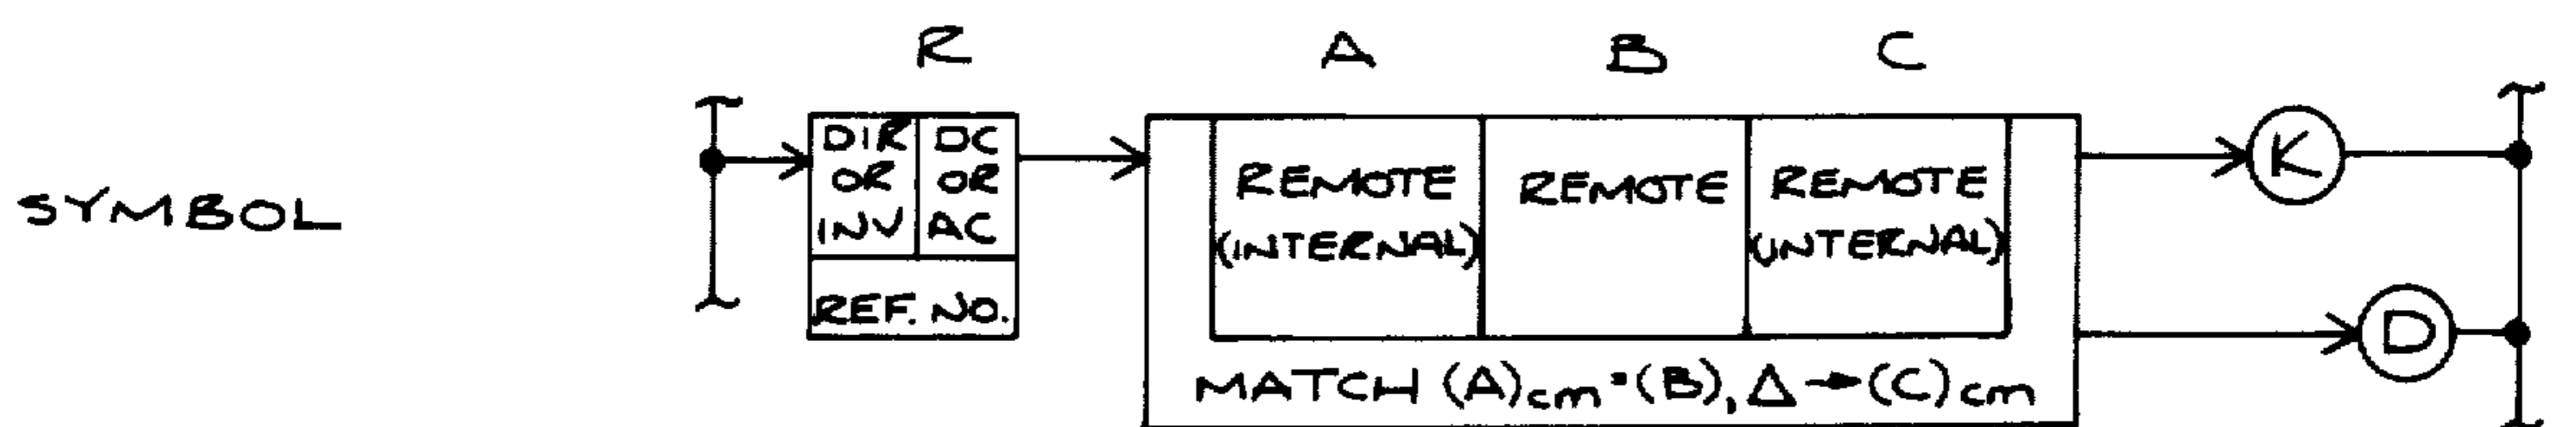 R A B C
SYMBOL
DIR OR INV
DC OR AC
REF. NO.
REMOTE (INTERNAL)
REMOTE
REMOTE (INTERNAL)
MATCH (A)cm=(B), Δ→(C)cm
K
D